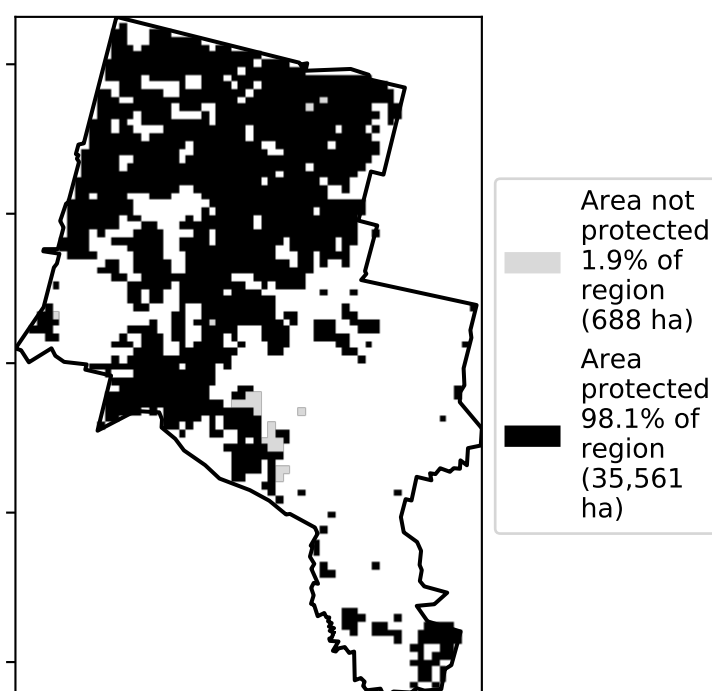 Area not
protected
1.9% of
region
(688 ha)
Area
protected
98.1% of
region
(35,561
ha)